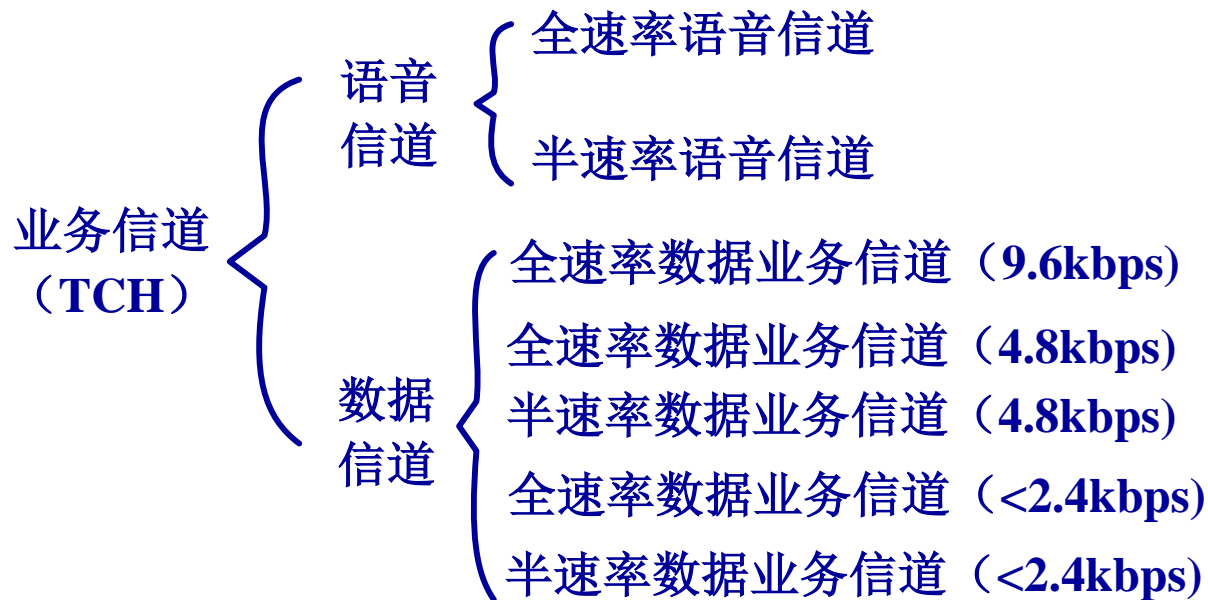 业务信道
（TCH）
语音
信道
全速率语音信道
半速率语音信道
数据
信道
全速率数据业务信道（9.6kbps)
全速率数据业务信道（4.8kbps)
半速率数据业务信道（4.8kbps)
全速率数据业务信道（<2.4kbps)
半速率数据业务信道（<2.4kbps)